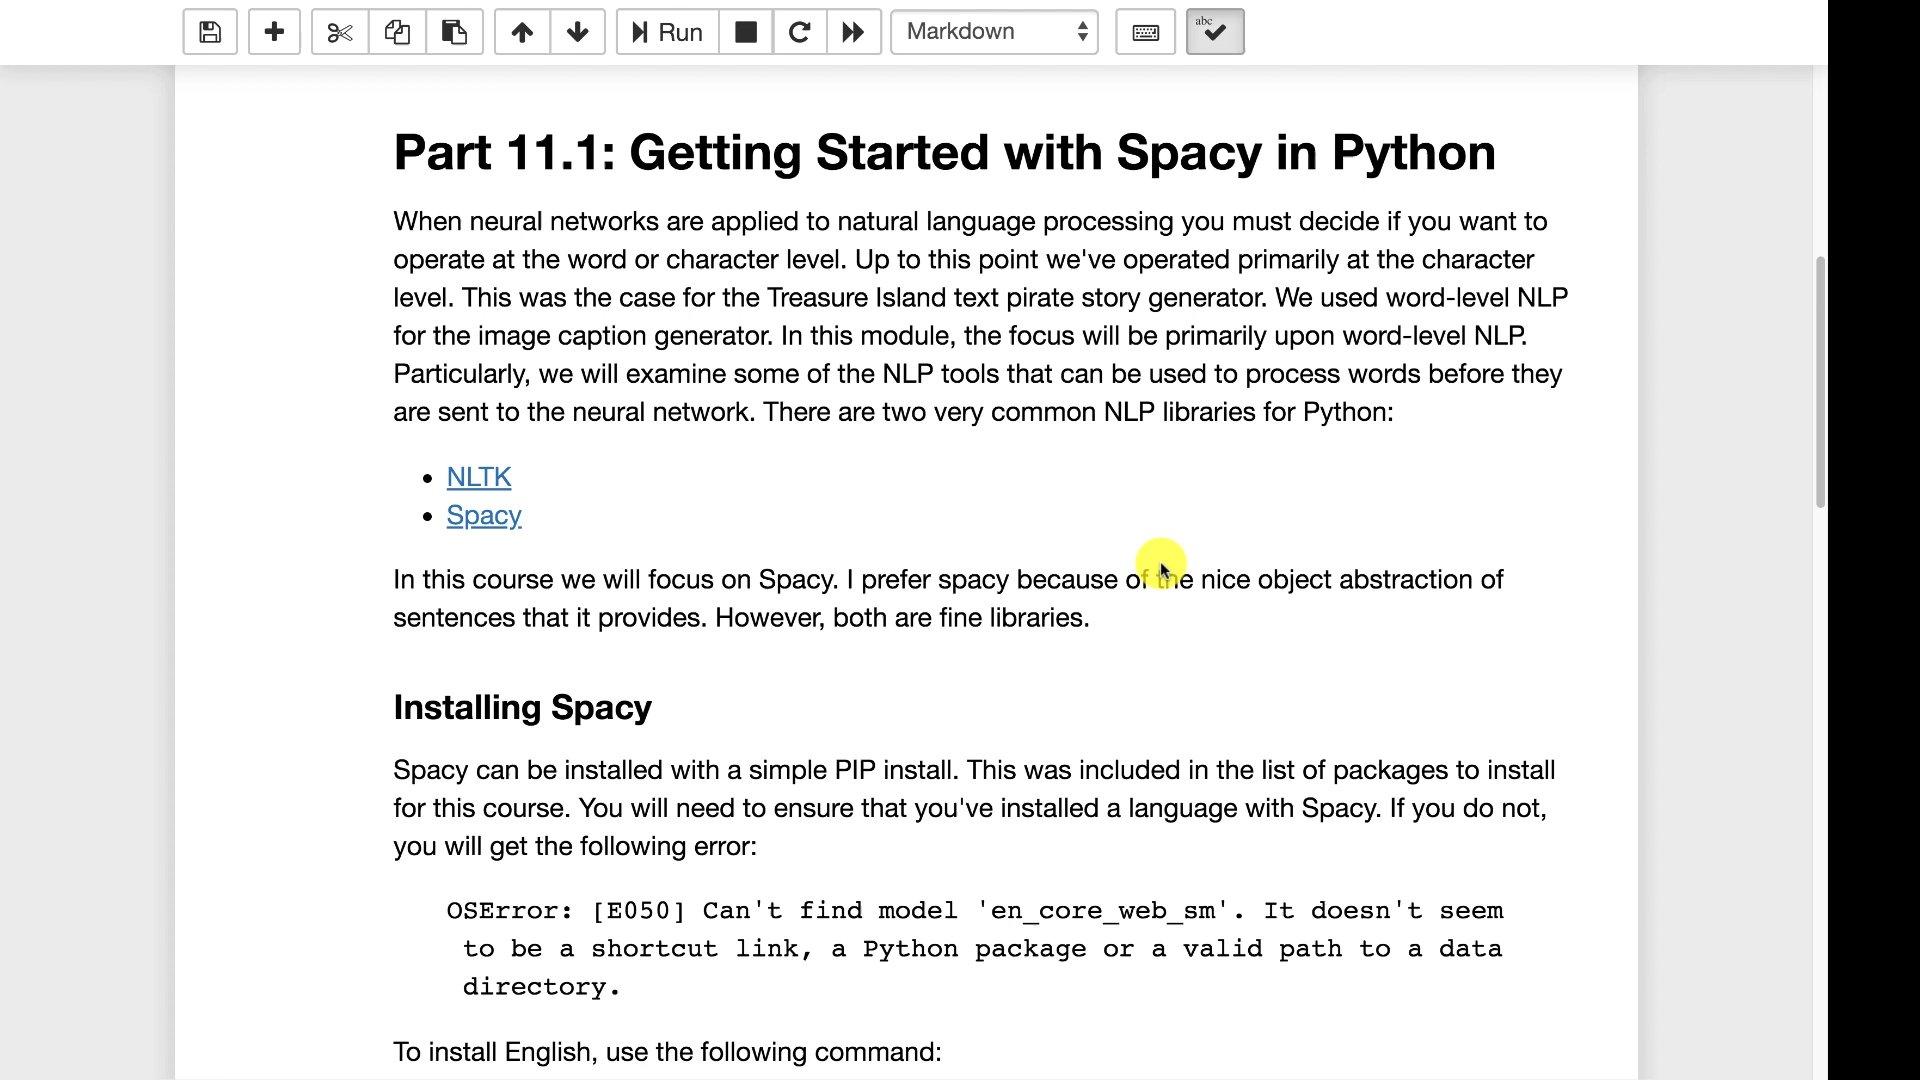 Run
Markdown
abc
Part 11.1: Getting Started with Spacy in Python
When neural networks are applied to natural language processing you must decide if you want to
operate at the word or character level. Up to this point we've operated primarily at the character
level. This was the case for the Treasure Island text pirate story generator. We used word-level NLP
for the image caption generator. In this module, the focus will be primarily upon word-level NLP.
Particularly, we will examine some of the NLP tools that can be used to process words before they
are sent to the neural network. There are two very common NLP libraries for Python:
• NLTK
• Spacy
In this course we will focus on Spacy. I prefer spacy because of the nice object abstraction of
sentences that it provides. However, both are fine libraries.
Installing Spacy
Spacy can be installed with a simple PIP install. This was included in the list of packages to install
for this course. You will need to ensure that you've installed a language with Spacy. If you do not,
you will get the following error:
OSError: [E050] Can't find model 'en_core_web_sm'. It doesn't seem
to be a shortcut link, a Python package or a valid path to a data
directory.
To install English, use the following command: